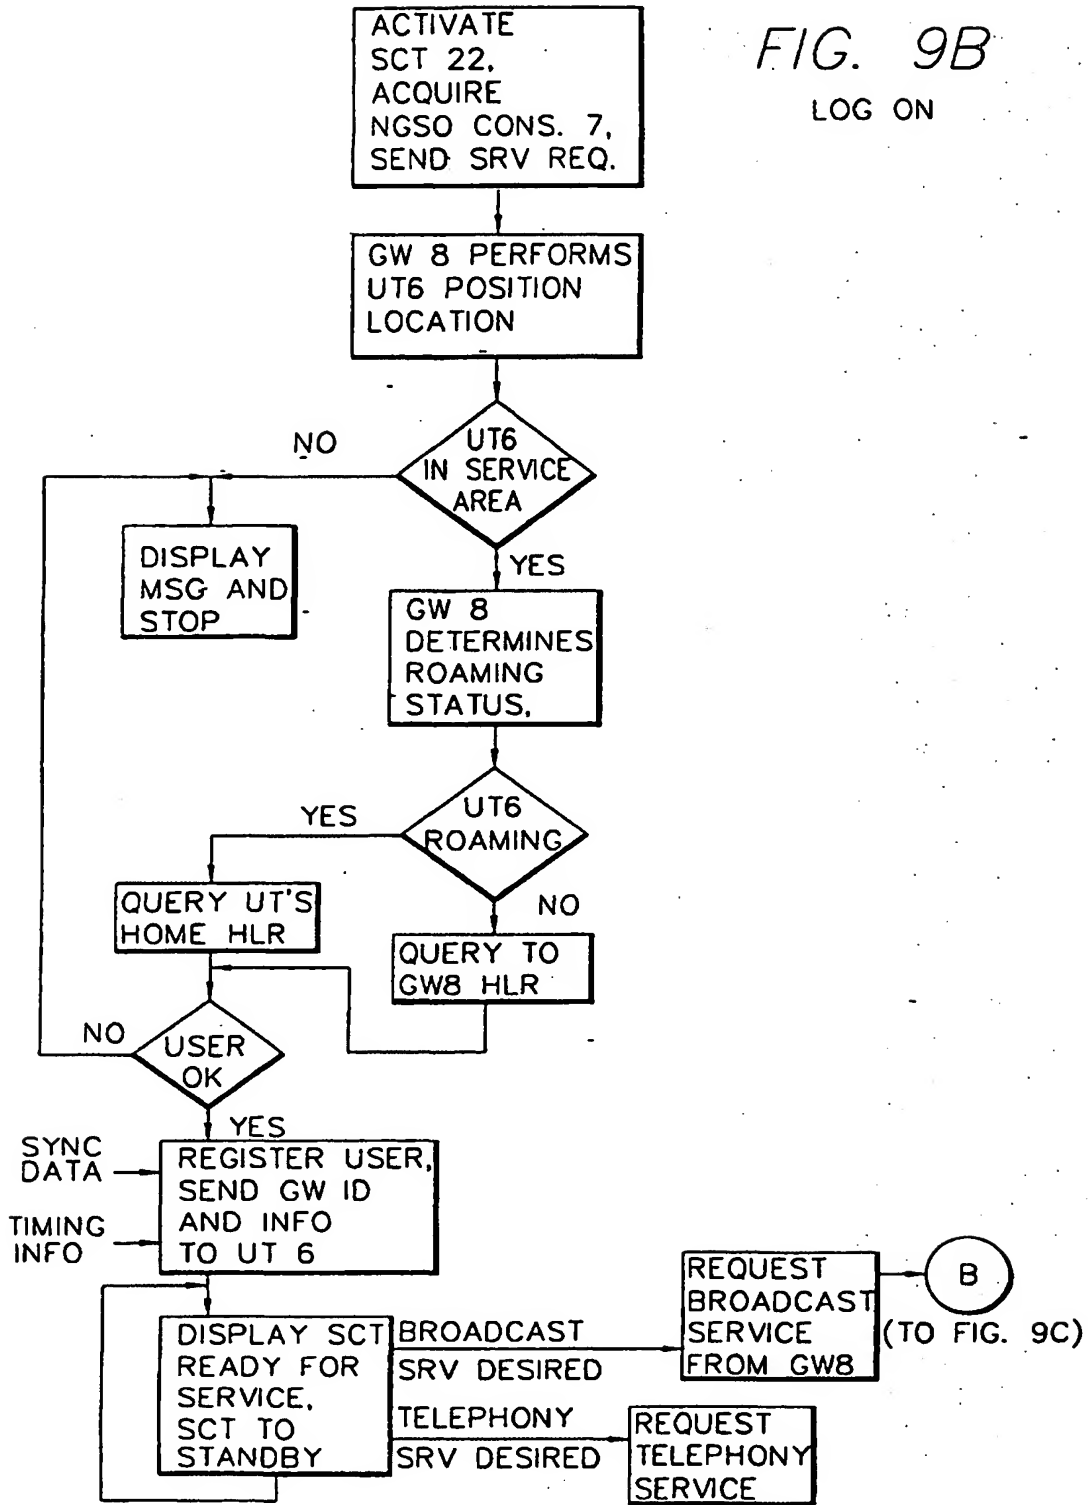 FIG. 9B
LOG ON
ACTIVATE
SCT 22,
ACQUIRE
NGSO CONS. 7,
SEND SRV REQ.
GW 8 PERFORMS
UT6 POSITION
LOCATION
UT6
IN SERVICE
AREA
NO
YES
DISPLAY
MSG AND
STOP
GW 8
DETERMINES
ROAMING
STATUS,
UT6
ROAMING
YES
NO
QUERY UT'S
HOME HLR
QUERY TO
GW8 HLR
USER
OK
NO
YES
SYNC
DATA
TIMING
INFO
REGISTER USER,
SEND GW ID
AND INFO
TO UT 6
DISPLAY SCT
READY FOR
SERVICE,
SCT TO
STANDBY
BROADCAST
SRV DESIRED
TELEPHONY
SRV DESIRED
REQUEST
BROADCAST
SERVICE
FROM GW8
B
(TO FIG. 9C)
REQUEST
TELEPHONY
SERVICE